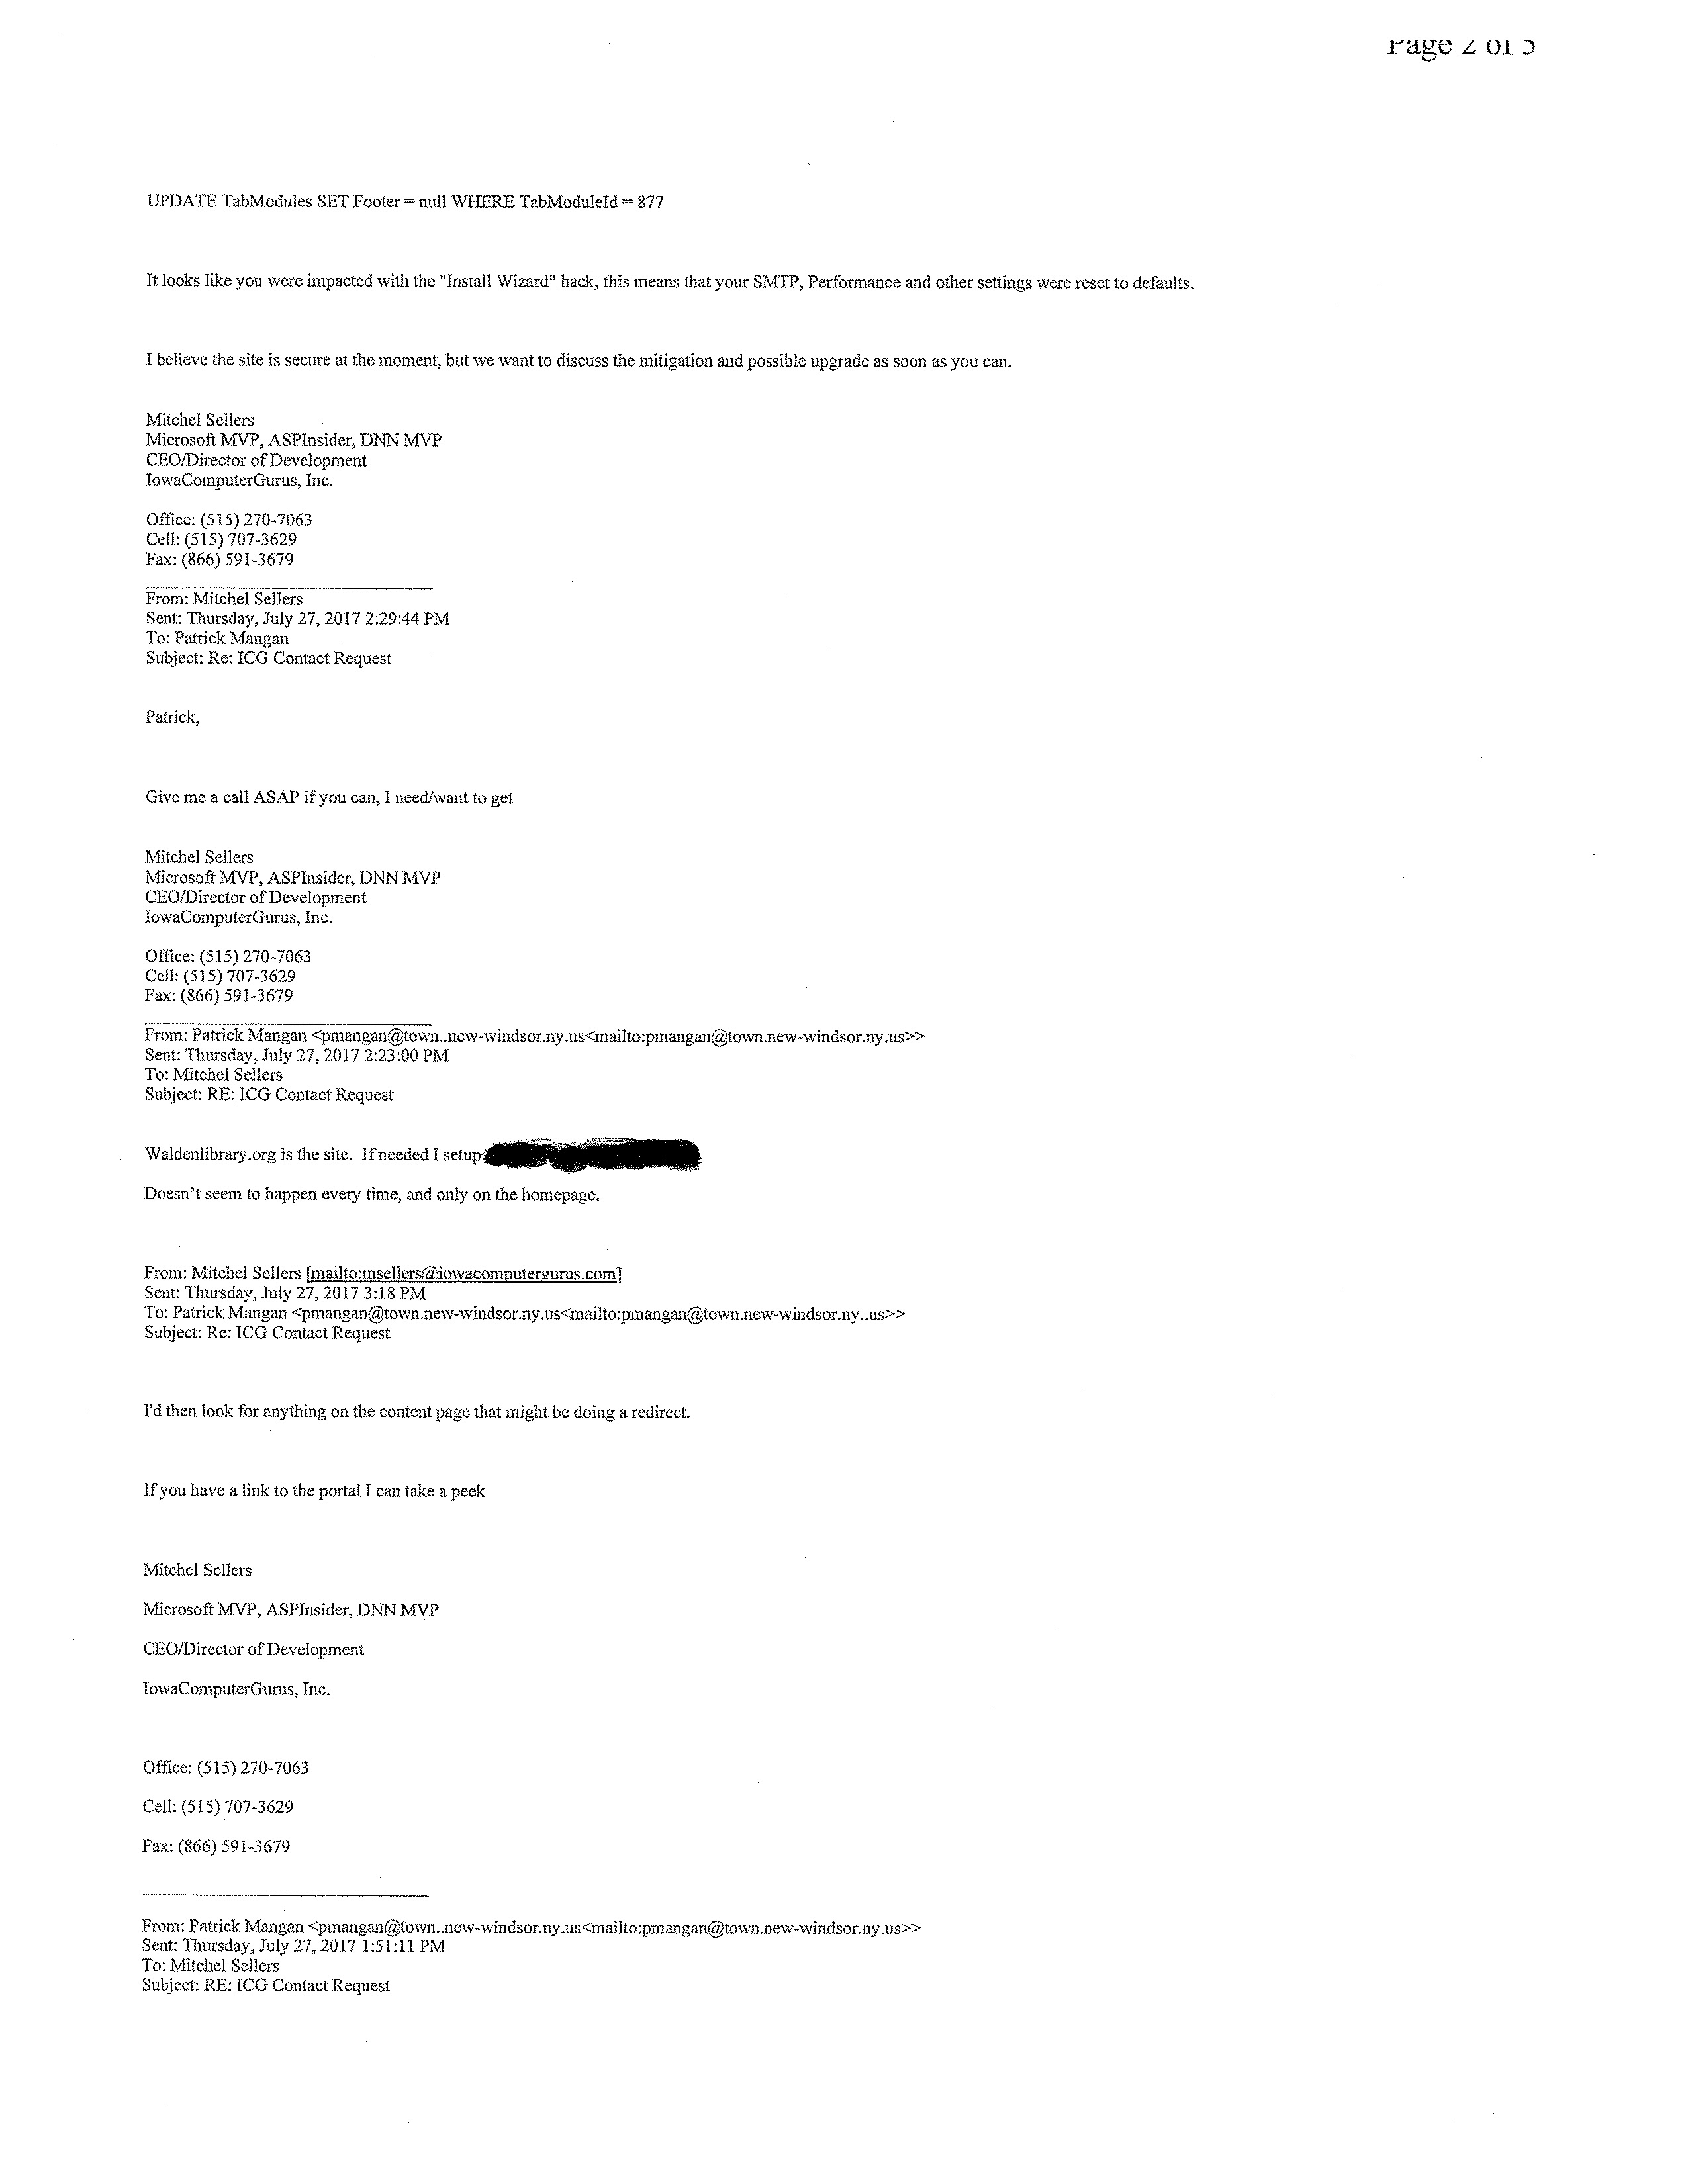 Page 2 of 5
UPDATE TabModules SET Footer = null WHERE TabModuleId = 877
It looks like you were impacted with the "Install Wizard" hack, this means that your SMTP, Performance and other settings were reset to defaults.
I believe the site is secure at the moment, but we want to discuss the mitigation and possible upgrade as soon as you can.
Mitchel Sellers
Microsoft MVP, ASPInsider, DNN MVP
CEO/Director of Development
IowaComputerGurus, Inc.
Office: (515) 270-7063
Cell: (515) 707-3629
Fax: (866) 591-3679
From: Mitchel Sellers
Sent: Thursday, July 27, 2017 2:29:44 PM
To: Patrick Mangan
Subject: Re: ICG Contact Request
Patrick,
Give me a call ASAP if you can, I need/want to get
Mitchel Sellers
Microsoft MVP, ASPInsider, DNN MVP
CEO/Director of Development
IowaComputerGurus, Inc.
Office: (515) 270-7063
Cell: (515) 707-3629
Fax: (866) 591-3679
From: Patrick Mangan <pmangan@town..new-windsor.ny.us<mailto:pmangan@town.new-windsor.ny.us>>
Sent: Thursday, July 27, 2017 2:23:00 PM
To: Mitchel Sellers
Subject: RE: ICG Contact Request
Waldenlibrary.org is the site.  If needed I setup
Doesn't seem to happen every time, and only on the homepage.
From: Mitchel Sellers [mailto:msellers@iowacomputergurus.com]
Sent: Thursday, July 27, 2017 3:18 PM
To: Patrick Mangan <pmangan@town.new-windsor.ny.us<mailto:pmangan@town.new-windsor.ny..us>>
Subject: Re: ICG Contact Request
I'd then look for anything on the content page that might be doing a redirect.
If you have a link to the portal I can take a peek
Mitchel Sellers
Microsoft MVP, ASPInsider, DNN MVP
CEO/Director of Development
IowaComputerGurus, Inc.
Office: (515) 270-7063
Cell: (515) 707-3629
Fax: (866) 591-3679
From: Patrick Mangan <pmangan@town..new-windsor.ny.us<mailto:pmangan@town.new-windsor.ny.us>>
Sent: Thursday, July 27, 2017 1:51:11 PM
To: Mitchel Sellers
Subject: RE: ICG Contact Request